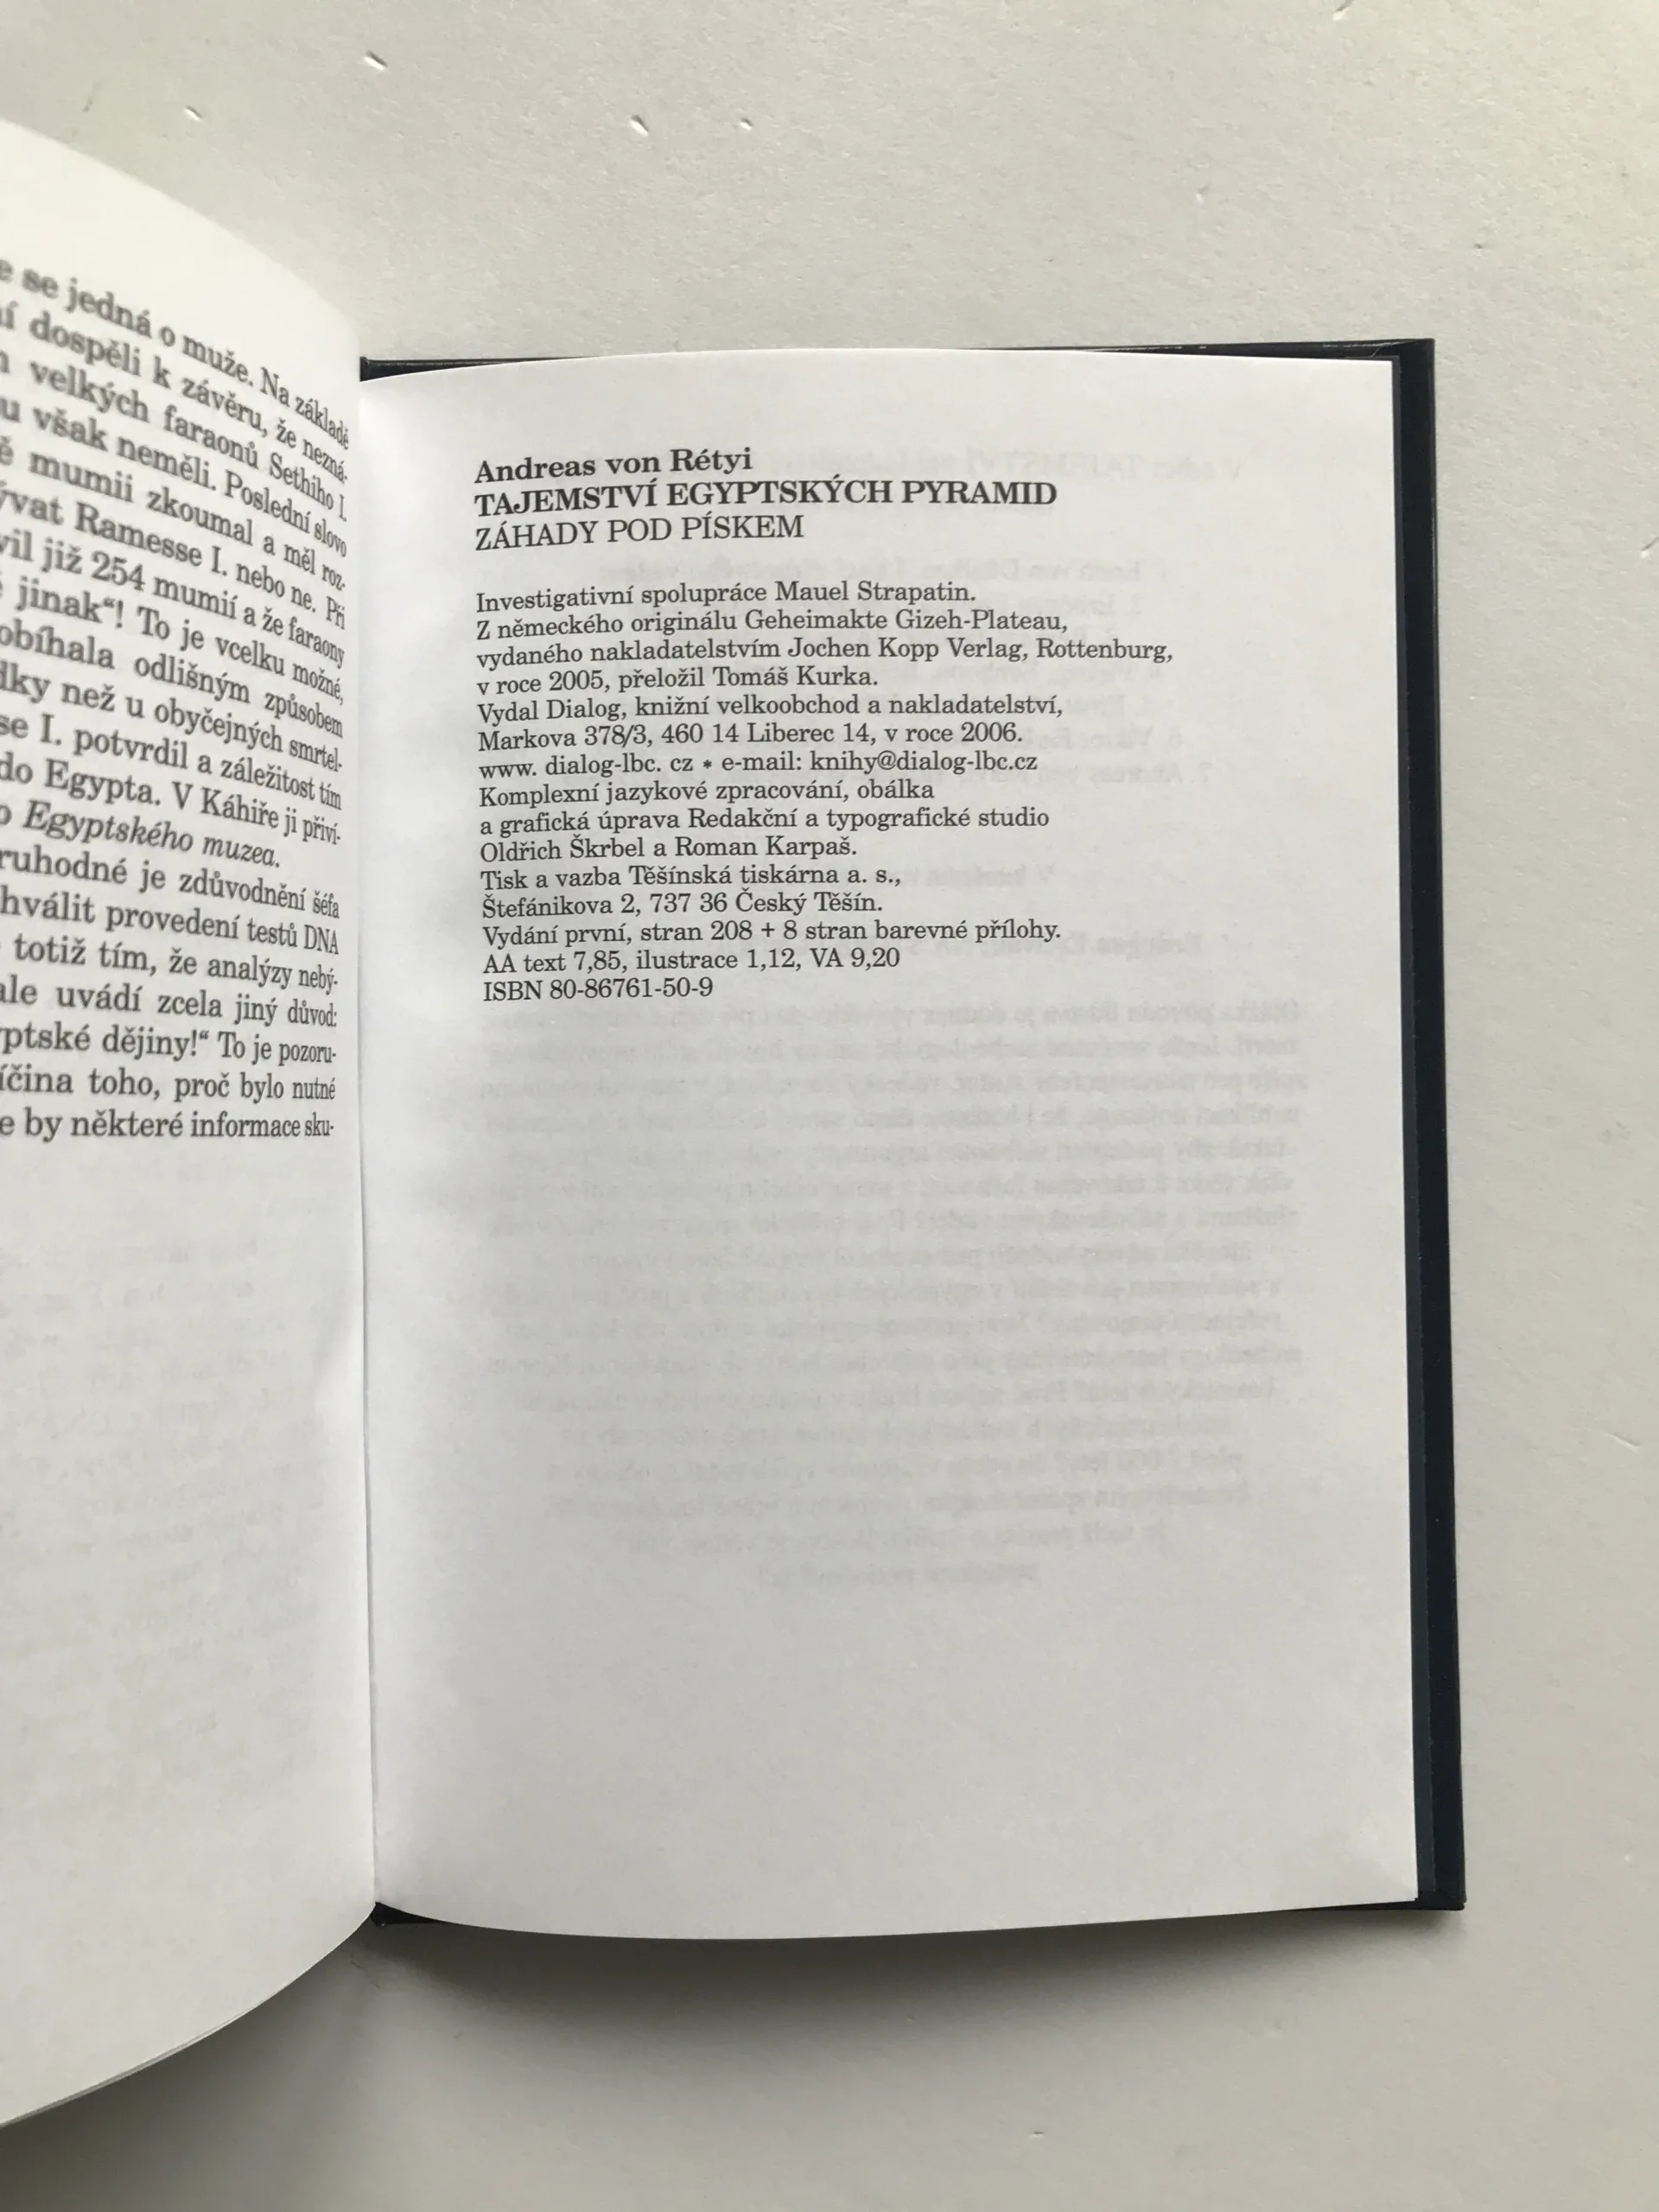 se jedná o muže. Na základě
dospěli k závěru, že nezná-
velkých faraonů Sethiho I.
však neměli. Poslední slovo
mumii zkoumal a měl roz-
Ramesse I. nebo ne. Při
již 254 mumií a že faraony
jinak“! To je vcelku možné,
obíhala odlišným způsobem
než u obyčejných smrtel-
I. potvrdil a záležitost tím
do Egypta. V Káhiře ji přiví-
Egyptského muzea.
je zdůvodnění šéfa
provedení testů DNA
totiž tím, že analýzy nebý-
ale uvádí zcela jiný důvod:
dějiny!“ To je pozoru-
toho, proč bylo nutné
by některé informace sku-
Andreas von Rétyi
TAJEMSTVÍ EGYPTSKÝCH PYRAMID
ZÁHADY POD PÍSKEM
Investigativní spolupráce Mauel Strapatin.
Z německého originálu Geheimakte Gizeh-Plateau,
vydaného nakladatelstvím Jochen Kopp Verlag, Rottenburg,
v roce 2005, přeložil Tomáš Kurka.
Vydal Dialog, knižní velkoobchod a nakladatelství,
Markova 378/3, 460 14 Liberec 14, v roce 2006.
www. dialog-lbc. cz * e-mail: knihy@dialog-lbc.cz
Komplexní jazykové zpracování, obálka
a grafická úprava Redakční a typografické studio
Oldřich Škrbel a Roman Karpaš.
Tisk a vazba Těšínská tiskárna a. s.,
Štefánikova 2, 737 36 Český Těšín.
Vydání první, stran 208 + 8 stran barevné přílohy.
AA text 7,85, ilustrace 1,12, VA 9,20
ISBN 80-86761-50-9